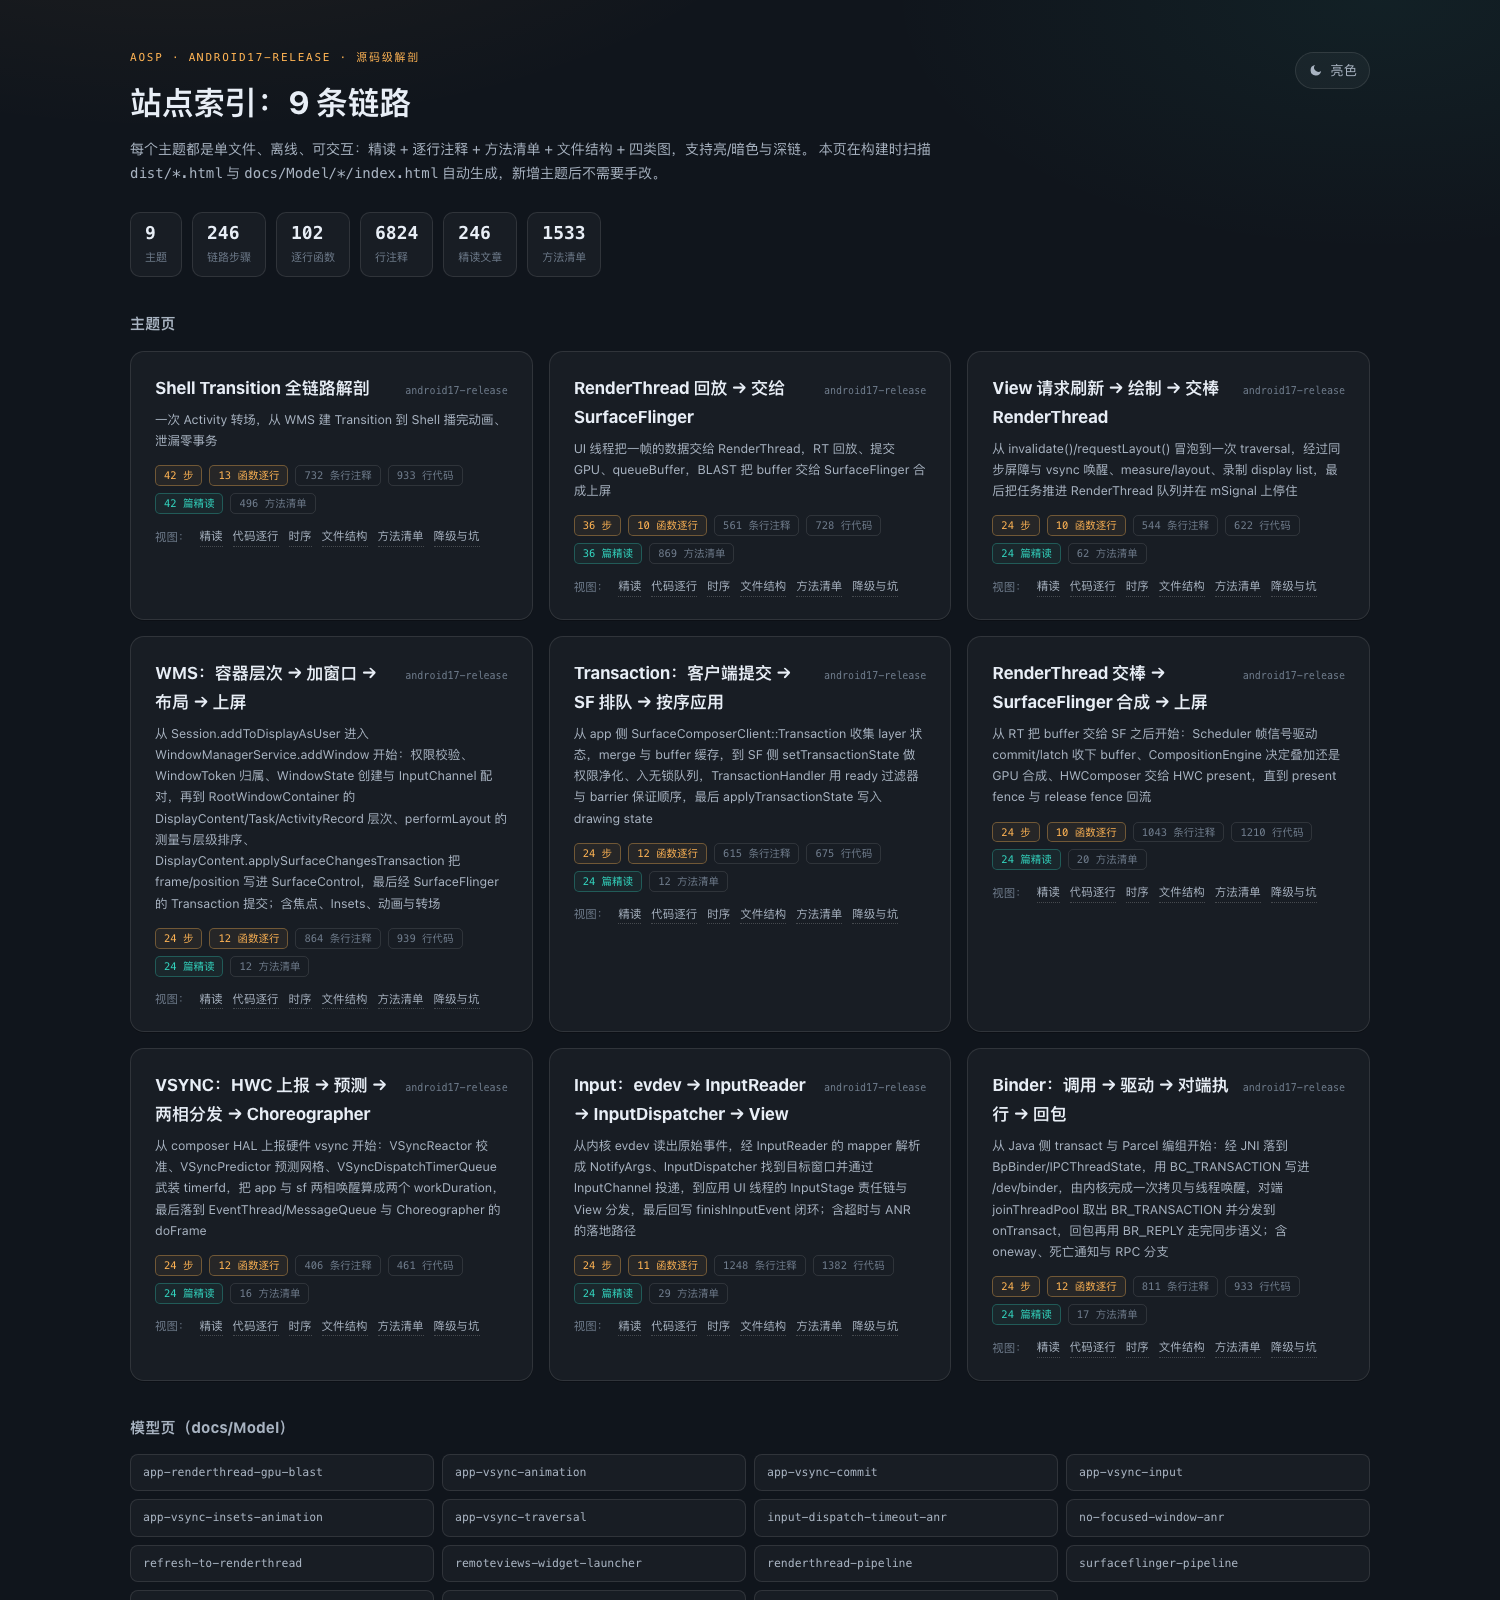 AOSP · ANDROID17-RELEASE · 源码级解剖
亮色
站点索引：9 条链路
每个主题都是单文件、离线、可交互：精读 + 逐行注释 + 方法清单 + 文件结构 + 四类图，支持亮/暗色与深链。 本页在构建时扫描
dist/*.html 与 docs/Model/*/index.html 自动生成，新增主题后不需要手改。
9
主题
246
链路步骤
102
逐行函数
6824
行注释
246
精读文章
1533
方法清单
主题页
Shell Transition 全链路解剖
android17-release
一次 Activity 转场，从 WMS 建 Transition 到 Shell 播完动画、
泄漏零事务
42 步
13 函数逐行
732 条行注释
933 行代码
42 篇精读
496 方法清单
视图： 精读 代码逐行 时序 文件结构 方法清单 降级与坑
RenderThread 回放 → 交给
SurfaceFlinger
android17-release
UI 线程把一帧的数据交给 RenderThread，RT 回放、提交
GPU、queueBuffer，BLAST 把 buffer 交给 SurfaceFlinger 合
成上屏
36 步
10 函数逐行
561 条行注释
728 行代码
36 篇精读
869 方法清单
视图： 精读 代码逐行 时序 文件结构 方法清单 降级与坑
View 请求刷新 → 绘制 → 交棒
RenderThread
android17-release
从 invalidate()/requestLayout() 冒泡到一次 traversal，经过同
步屏障与 vsync 唤醒、measure/layout、录制 display list，最
后把任务推进 RenderThread 队列并在 mSignal 上停住
24 步
10 函数逐行
544 条行注释
622 行代码
24 篇精读
62 方法清单
视图： 精读 代码逐行 时序 文件结构 方法清单 降级与坑
WMS：容器层次 → 加窗口 →
布局 → 上屏
android17-release
从 Session.addToDisplayAsUser 进入
WindowManagerService.addWindow 开始：权限校验、
WindowToken 归属、WindowState 创建与 InputChannel 配
对，再到 RootWindowContainer 的
DisplayContent/Task/ActivityRecord 层次、performLayout 的
测量与层级排序、
DisplayContent.applySurfaceChangesTransaction 把
frame/position 写进 SurfaceControl，最后经 SurfaceFlinger
的 Transaction 提交；含焦点、Insets、动画与转场
24 步
12 函数逐行
864 条行注释
939 行代码
24 篇精读
12 方法清单
视图： 精读 代码逐行 时序 文件结构 方法清单 降级与坑
Transaction：客户端提交 →
SF 排队 → 按序应用
android17-release
从 app 侧 SurfaceComposerClient::Transaction 收集 layer 状
态，merge 与 buffer 缓存，到 SF 侧 setTransactionState 做
权限净化、入无锁队列，TransactionHandler 用 ready 过滤器
与 barrier 保证顺序，最后 applyTransactionState 写入
drawing state
24 步
12 函数逐行
615 条行注释
675 行代码
24 篇精读
12 方法清单
视图： 精读 代码逐行 时序 文件结构 方法清单 降级与坑
RenderThread 交棒 →
SurfaceFlinger 合成 → 上屏
android17-release
从 RT 把 buffer 交给 SF 之后开始：Scheduler 帧信号驱动
commit/latch 收下 buffer、CompositionEngine 决定叠加还是
GPU 合成、HWComposer 交给 HWC present，直到 present
fence 与 release fence 回流
24 步
10 函数逐行
1043 条行注释
1210 行代码
24 篇精读
20 方法清单
视图： 精读 代码逐行 时序 文件结构 方法清单 降级与坑
VSYNC：HWC 上报 → 预测 →
两相分发 → Choreographer
android17-release
从 composer HAL 上报硬件 vsync 开始：VSyncReactor 校
准、VSyncPredictor 预测网格、VSyncDispatchTimerQueue
武装 timerfd，把 app 与 sf 两相唤醒算成两个 workDuration，
最后落到 EventThread/MessageQueue 与 Choreographer 的
doFrame
24 步
12 函数逐行
406 条行注释
461 行代码
24 篇精读
16 方法清单
视图： 精读 代码逐行 时序 文件结构 方法清单 降级与坑
Input：evdev → InputReader
→ InputDispatcher → View
android17-release
从内核 evdev 读出原始事件，经 InputReader 的 mapper 解析
成 NotifyArgs、InputDispatcher 找到目标窗口并通过
InputChannel 投递，到应用 UI 线程的 InputStage 责任链与
View 分发，最后回写 finishInputEvent 闭环；含超时与 ANR
的落地路径
24 步
11 函数逐行
1248 条行注释
1382 行代码
24 篇精读
29 方法清单
视图： 精读 代码逐行 时序 文件结构 方法清单 降级与坑
Binder：调用 → 驱动 → 对端执
行 → 回包
android17-release
从 Java 侧 transact 与 Parcel 编组开始：经 JNI 落到
BpBinder/IPCThreadState，用 BC_TRANSACTION 写进
/dev/binder，由内核完成一次拷贝与线程唤醒，对端
joinThreadPool 取出 BR_TRANSACTION 并分发到
onTransact，回包再用 BR_REPLY 走完同步语义；含
oneway、死亡通知与 RPC 分支
24 步
12 函数逐行
811 条行注释
933 行代码
24 篇精读
17 方法清单
视图： 精读 代码逐行 时序 文件结构 方法清单 降级与坑
模型页（docs/Model）
app-renderthread-gpu-blast
app-vsync-animation
app-vsync-commit
app-vsync-input
app-vsync-insets-animation
app-vsync-traversal
input-dispatch-timeout-anr
no-focused-window-anr
refresh-to-renderthread
remoteviews-widget-launcher
renderthread-pipeline
surfaceflinger-pipeline